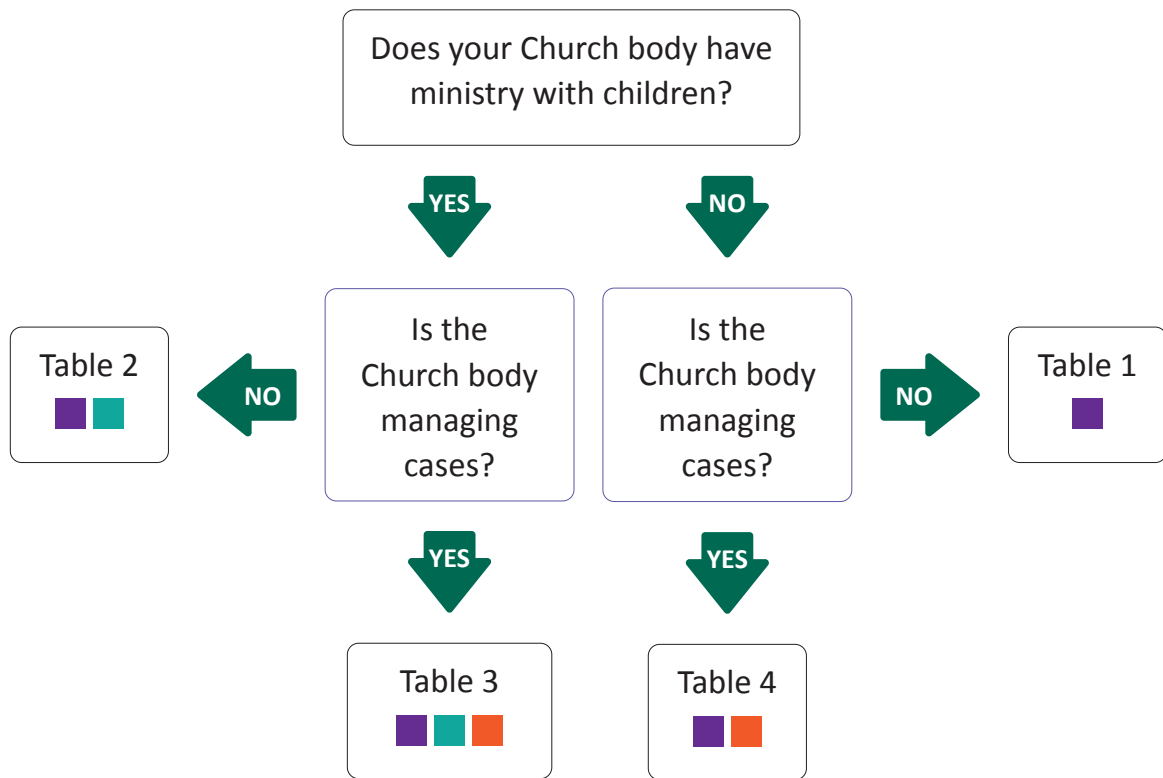 Does your Church body have
ministry with children?
YES
NO
Table 2
NO
Is the
Church body
managing
cases?
Is the
Church body
managing
cases?
NO
Table 1
YES
YES
Table 3
Table 4